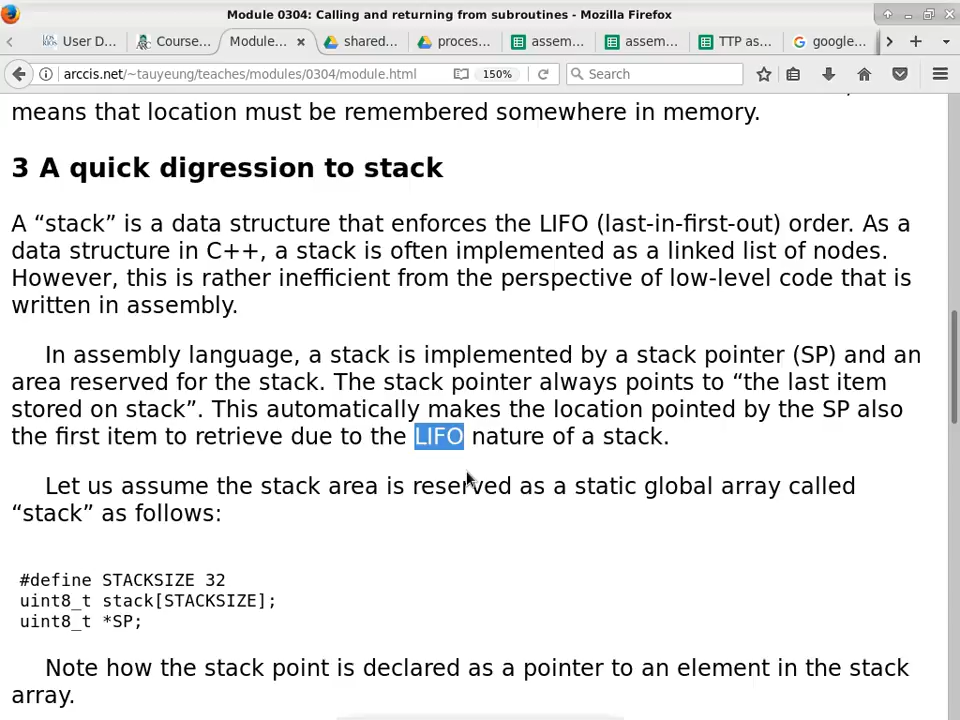 Module 0304: Calling and returning from subroutines - Mozilla Firefox
User D...
Course...
Module...
shared...
proces...
assem...
assem...
TTP as...
google...
arccis.net/~tauyeung/teaches/modules/0304/module.html
150%
Search
means that location must be remembered somewhere in memory.
3 A quick digression to stack
A “stack” is a data structure that enforces the LIFO (last-in-first-out) order. As a
data structure in C++, a stack is often implemented as a linked list of nodes.
However, this is rather inefficient from the perspective of low-level code that is
written in assembly.
In assembly language, a stack is implemented by a stack pointer (SP) and an
area reserved for the stack. The stack pointer always points to “the last item
stored on stack”. This automatically makes the location pointed by the SP also
the first item to retrieve due to the LIFO nature of a stack.
Let us assume the stack area is reserved as a static global array called
“stack” as follows:
#define STACKSIZE 32
uint8_t stack[STACKSIZE];
uint8_t *SP;
Note how the stack point is declared as a pointer to an element in the stack
array.